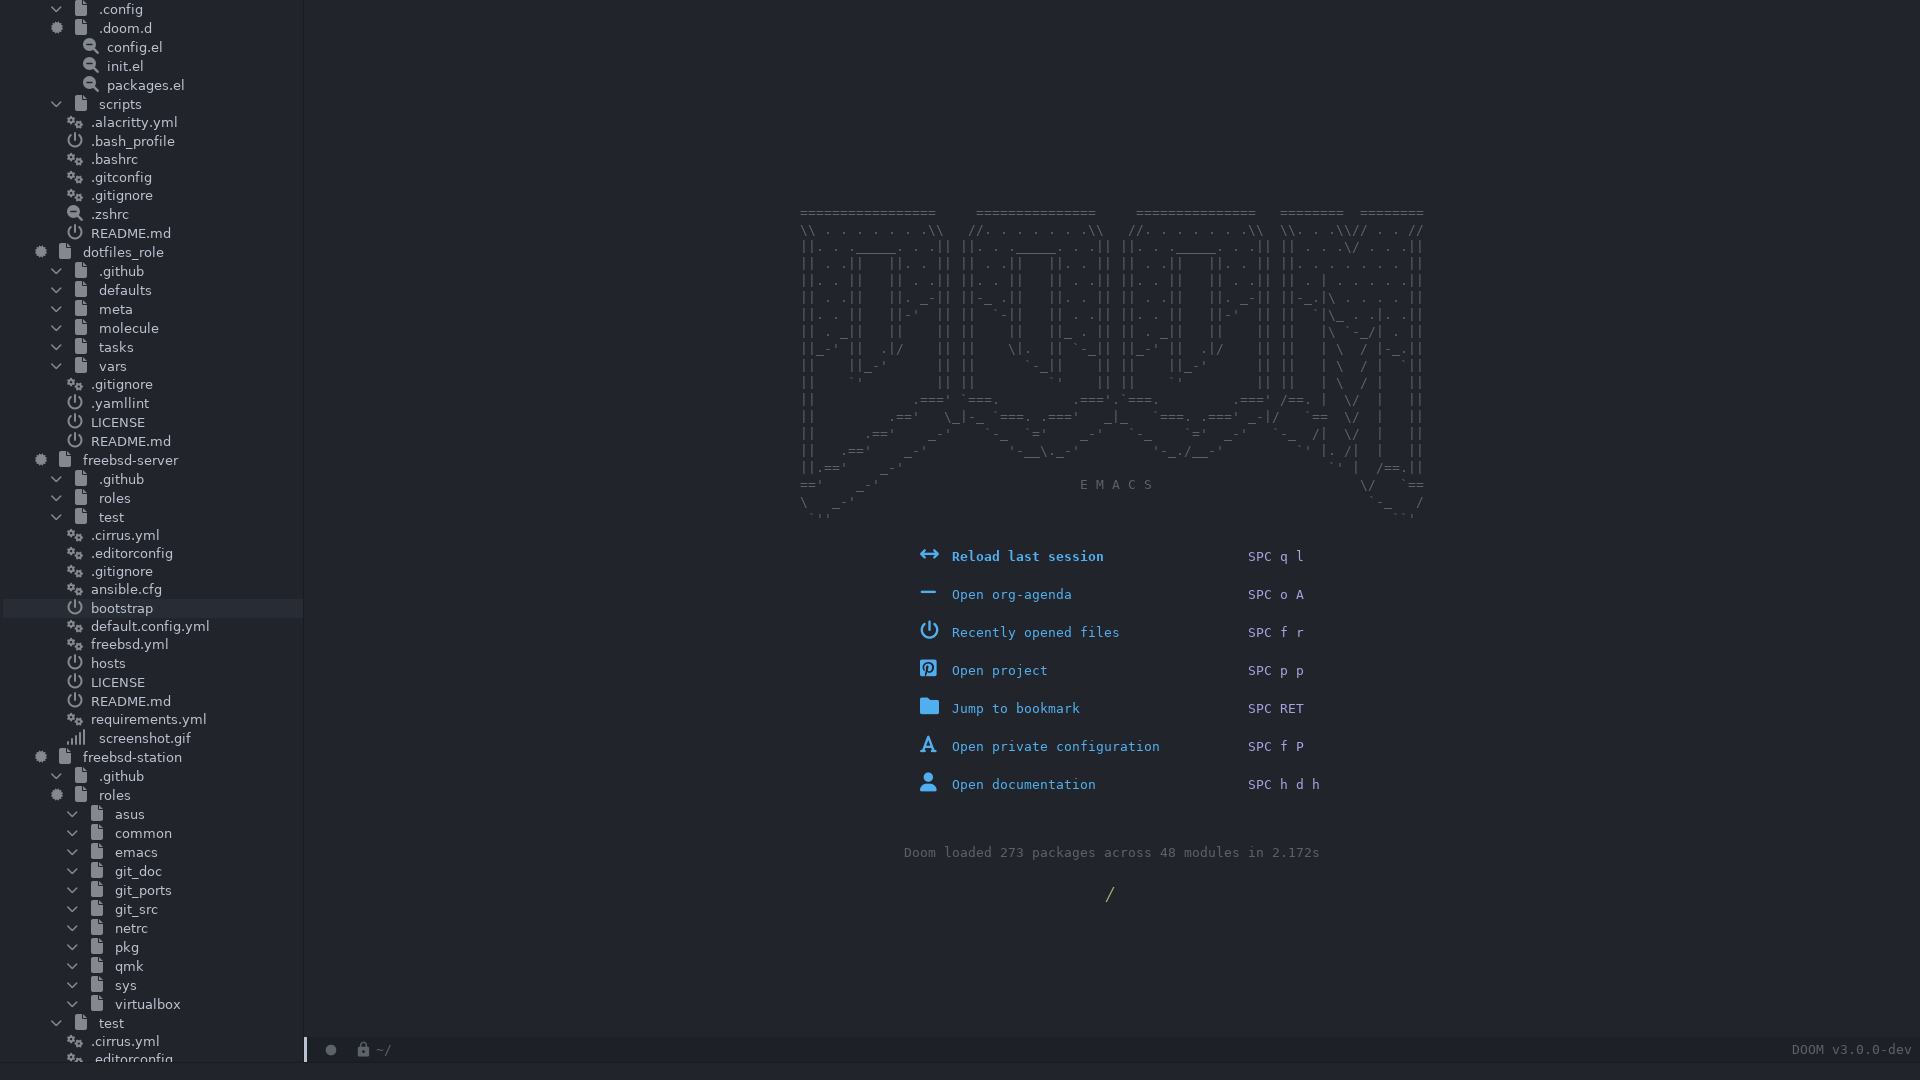 .config
.doom.d
config.el
init.el
packages.el
scripts
.alacritty.yml
.bash_profile
.bashrc
.gitconfig
.gitignore
.zshrc
README.md
dotfiles_role
.github
defaults
meta
molecule
tasks
vars
.gitignore
.yamllint
LICENSE
README.md
freebsd-server
.github
roles
test
.cirrus.yml
.editorconfig
.gitignore
ansible.cfg
bootstrap
default.config.yml
freebsd.yml
hosts
LICENSE
README.md
requirements.yml
screenshot.gif
freebsd-station
.github
roles
asus
common
emacs
git_doc
git_ports
git_src
netrc
pkg
qmk
sys
virtualbox
test
.cirrus.yml
.editorconfig
E M A C S
Reload last session SPC q l
Open org-agenda SPC o A
Recently opened files SPC f r
Open project SPC p p
Jump to bookmark SPC RET
Open private configuration SPC f P
Open documentation SPC h d h
Doom loaded 273 packages across 48 modules in 2.172s
~/ DOOM v3.0.0-dev